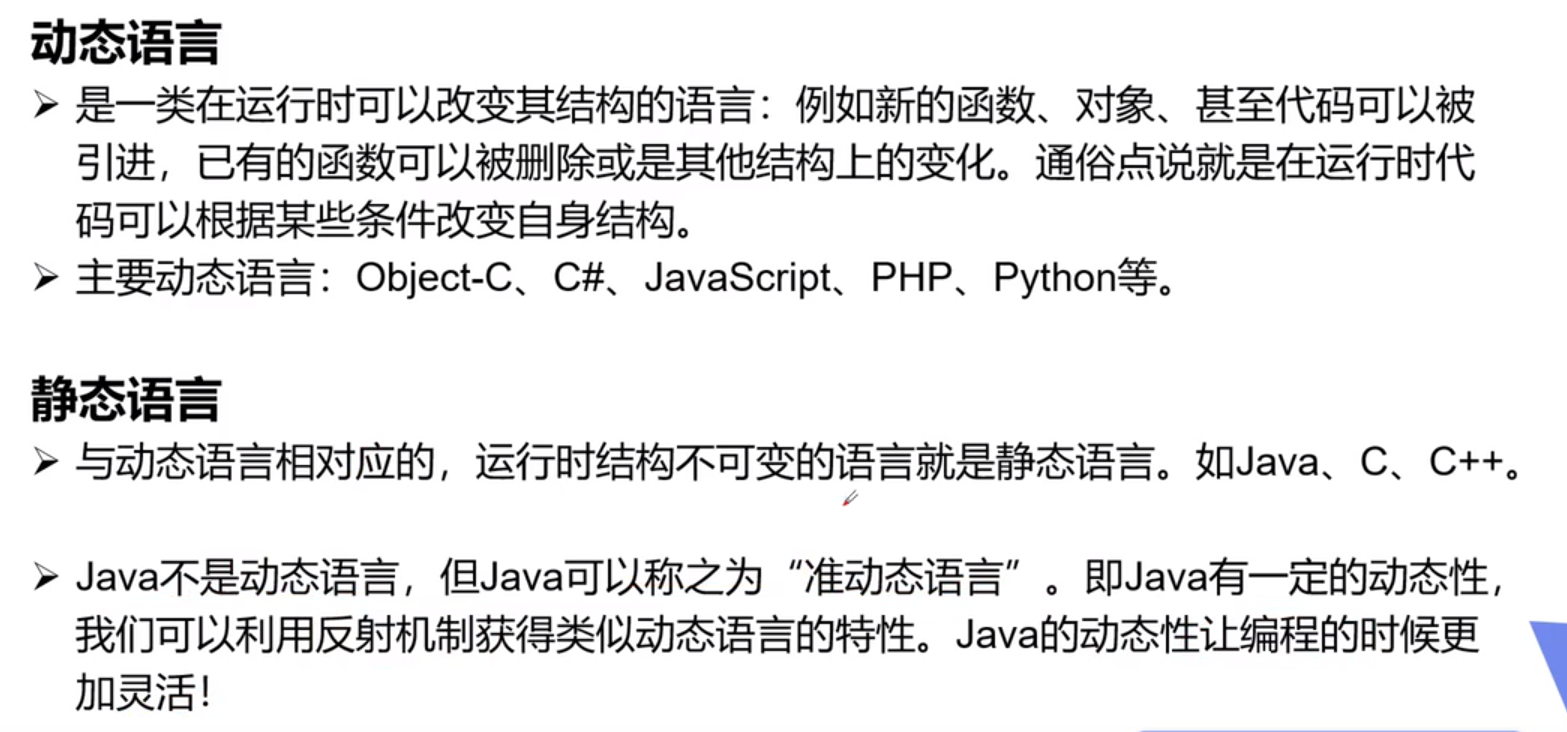 动态语言
➢ 是一类在运行时可以改变其结构的语言：例如新的函数、对象、甚至代码可以被
引进，已有的函数可以被删除或是其他结构上的变化。通俗点说就是在运行时代
码可以根据某些条件改变自身结构。
➢ 主要动态语言：Object-C、C#、JavaScript、PHP、Python等。
静态语言
➢ 与动态语言相对应的，运行时结构不可变的语言就是静态语言。如Java、C、C++。
➢ Java不是动态语言，但Java可以称之为“准动态语言”。即Java有一定的动态性，
我们可以利用反射机制获得类似动态语言的特性。Java的动态性让编程的时候更
加灵活！